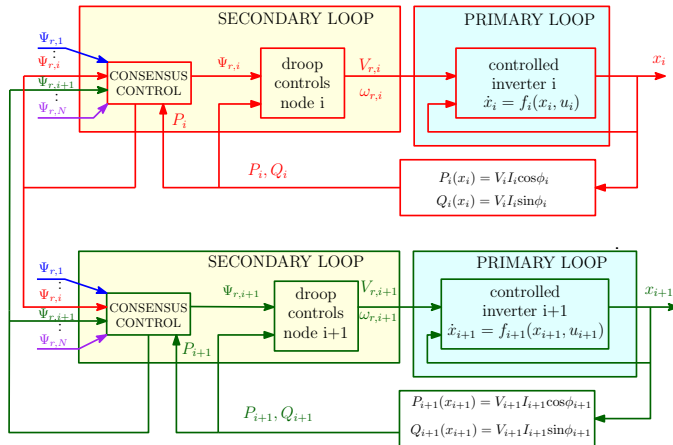 SECONDARY LOOP
PRIMARY LOOP
Ψr,1
⋮
Ψr,i
Ψr,i+1
⋮
Ψr,N
CONSENSUS
CONTROL
Ψr,i
droop
controls
node i
Vr,i
ωr,i
controlled
inverter i
ẋi = fi(xi, ui)
xi
Pi
Pi, Qi
Pi(xi) = ViIicosϕi
Qi(xi) = ViIisinϕi
SECONDARY LOOP
PRIMARY LOOP
Ψr,1
⋮
Ψr,i
Ψr,i+1
⋮
Ψr,N
CONSENSUS
CONTROL
Ψr,i+1
droop
controls
node i+1
Vr,i+1
ωr,i+1
controlled
inverter i+1
ẋi+1 = fi+1(xi+1, ui+1)
xi+1
Pi+1
Pi+1, Qi+1
Pi+1(xi+1) = Vi+1Ii+1cosϕi+1
Qi+1(xi+1) = Vi+1Ii+1sinϕi+1